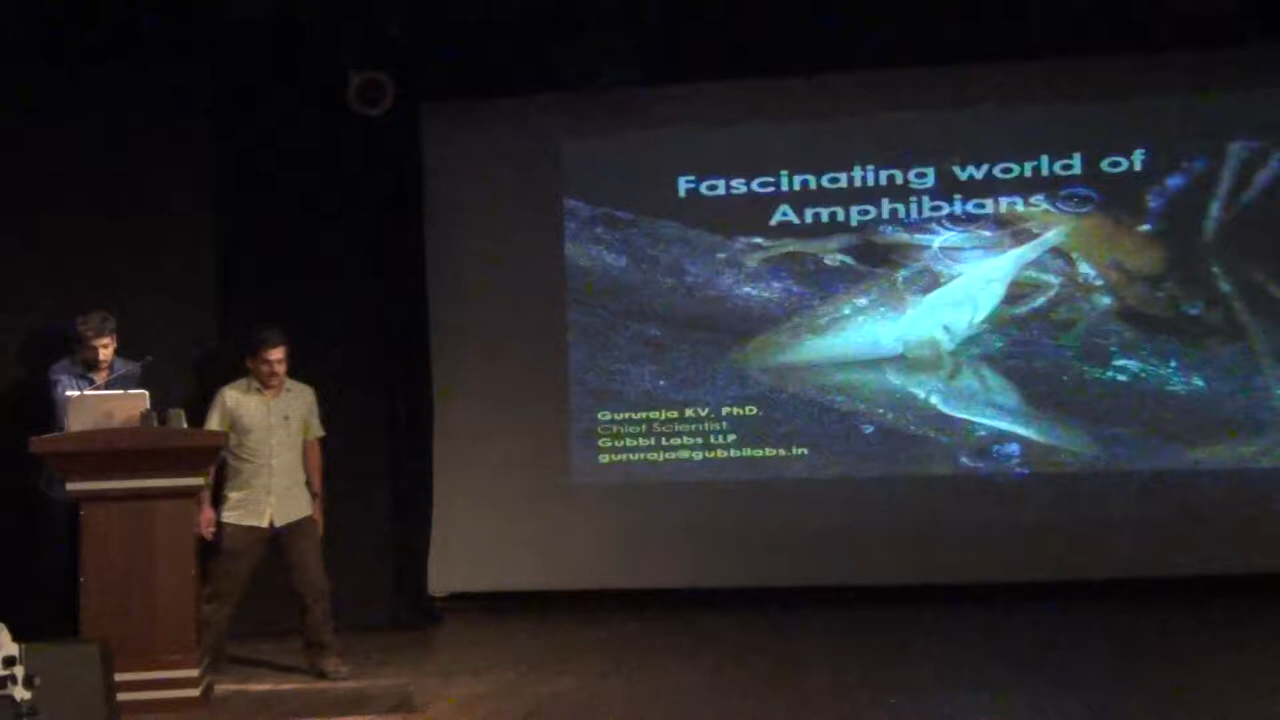 Fascinating world of
Amphibians
Gururaja KV, PhD.
Chief Scientist
Gubbi Labs LLP
gururaja@gubbilabs.in